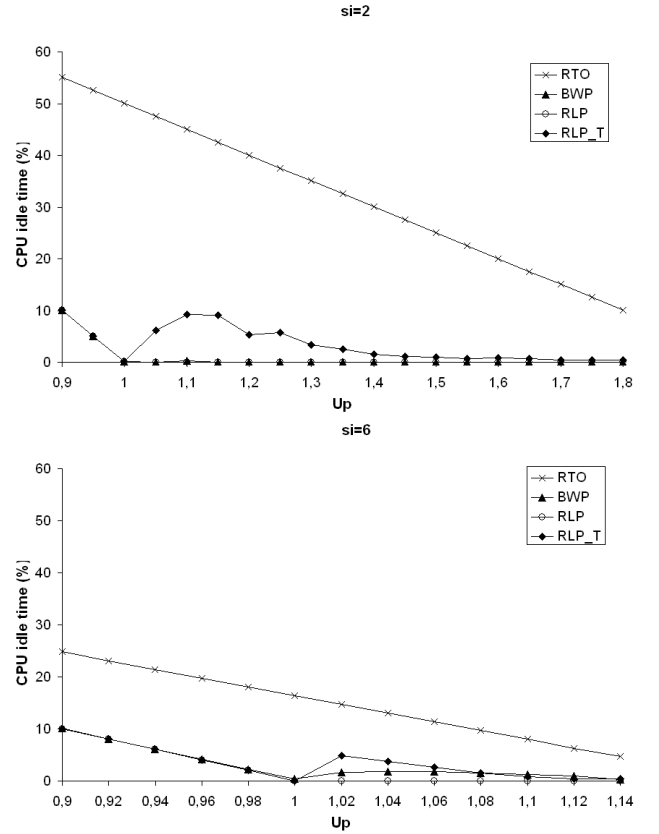 si=2
60
50
40
30
20
10
0
CPU idle time (%)
RTO
BWP
RLP
RLP_T
0,9 1 1,1 1,2 1,3 1,4 1,5 1,6 1,7 1,8
Up
si=6
60
50
40
30
20
10
0
CPU idle time (%)
RTO
BWP
RLP
RLP_T
0,9 0,92 0,94 0,96 0,98 1 1,02 1,04 1,06 1,08 1,1 1,12 1,14
Up